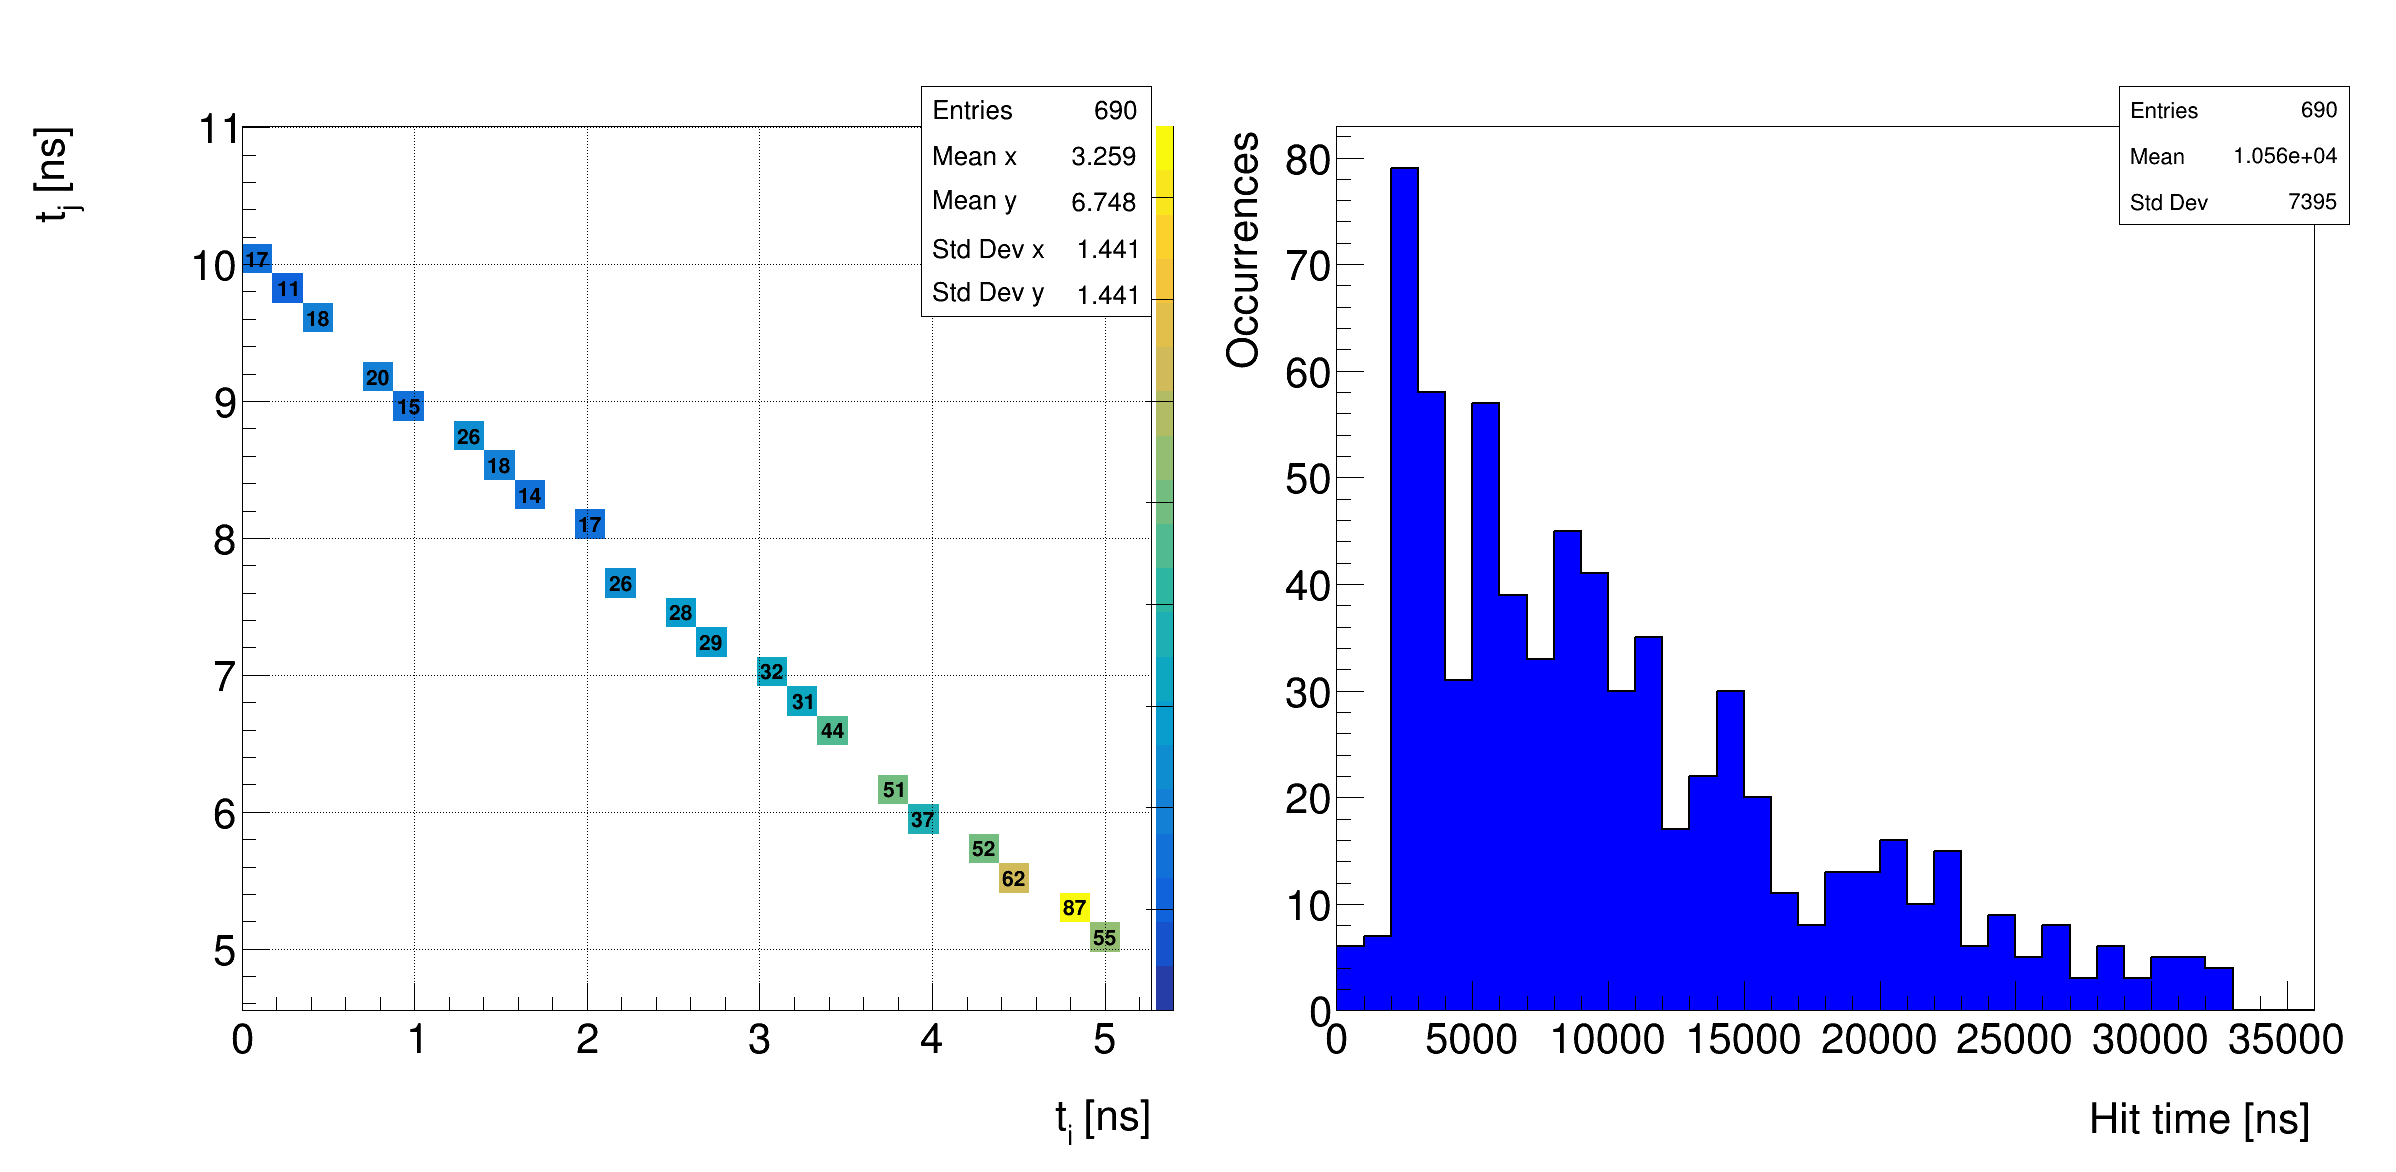 t_j [ns]
11
10
9
8
7
6
5
Entries 690
Mean x 3.259
Mean y 6.748
Std Dev x 1.441
Std Dev y 1.441
17
11
18
20
15
26
18
14
17
26
28
29
32
31
44
51
37
52
62
87
55
0 1 2 3 4 5
t_i [ns]
Occurrences
80
70
60
50
40
30
20
10
0
Entries 690
Mean 1.056e+04
Std Dev 7395
0 5000 10000 15000 20000 25000 30000 35000
Hit time [ns]